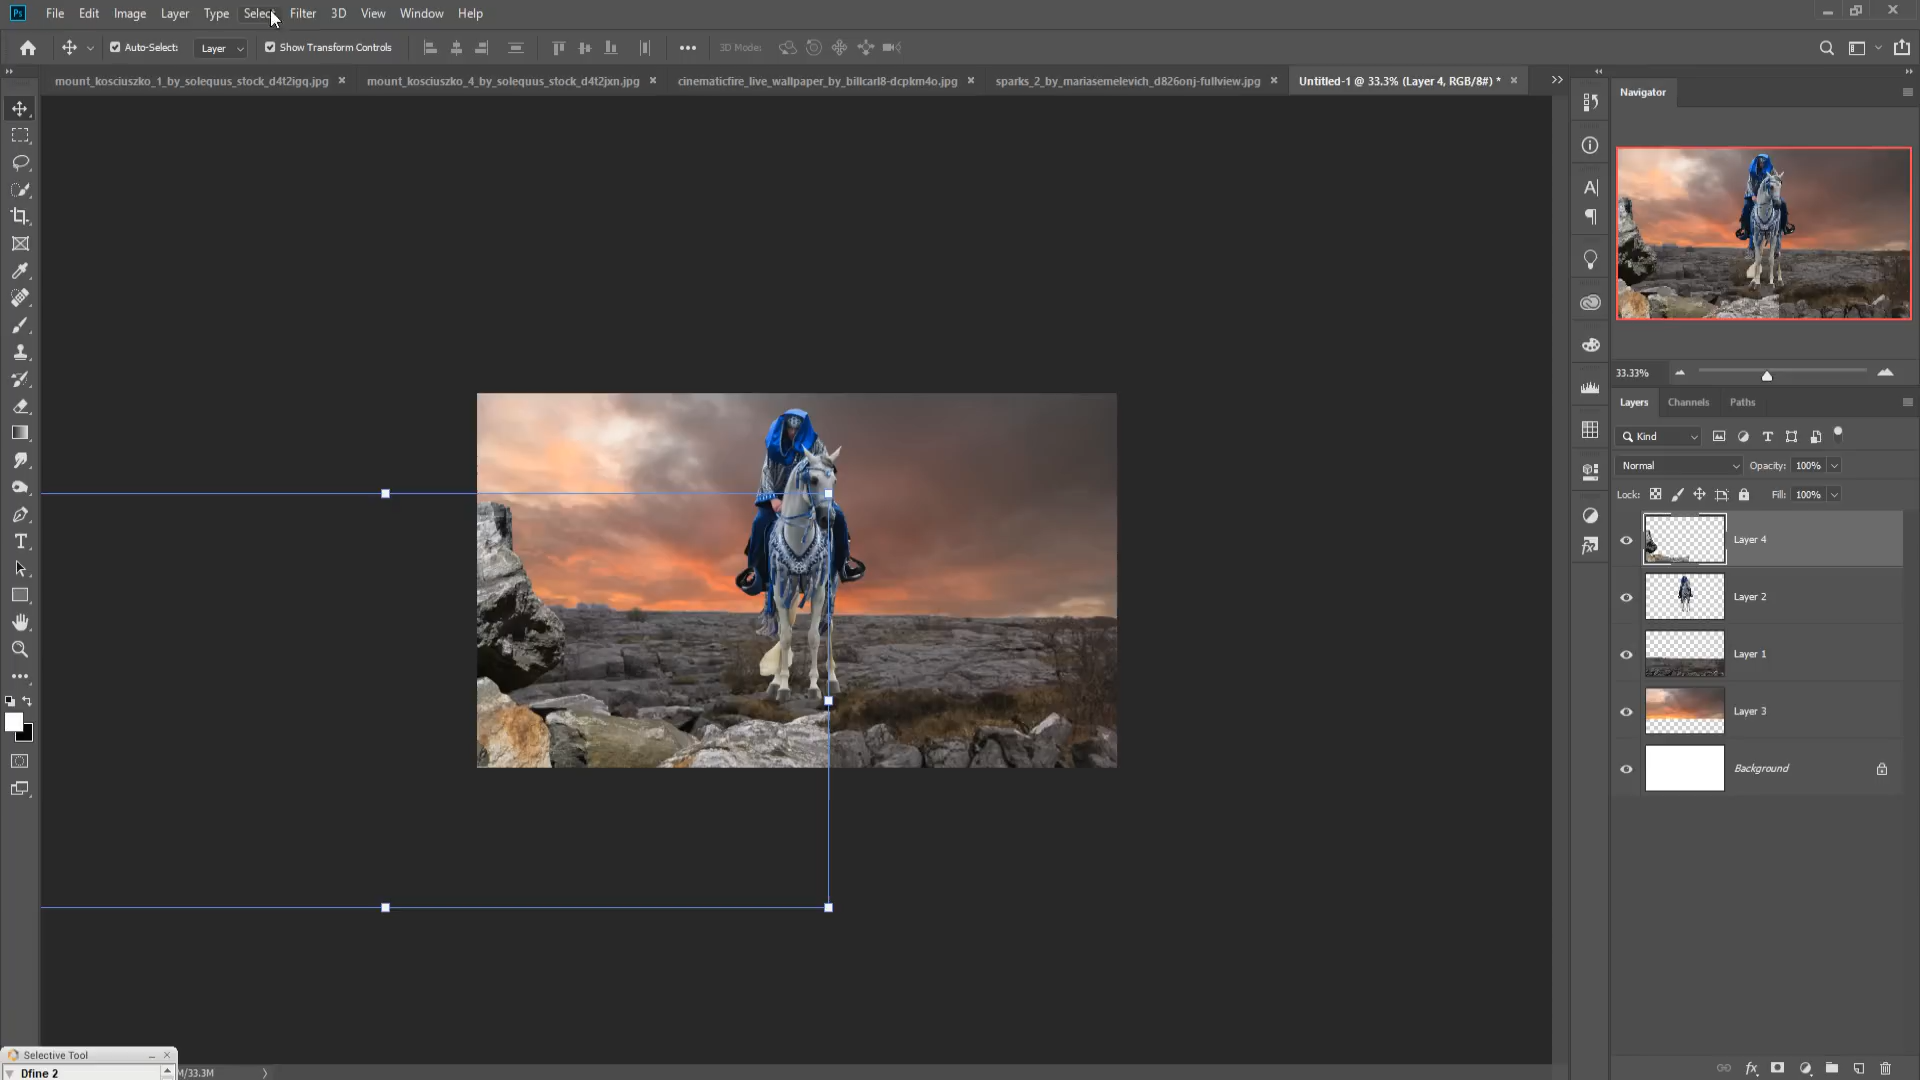 Ps File Edit Image Layer Type Select Filter 3D View Window Help
Auto-Select: Layer Show Transform Controls 3D Mode:
mount_kosciuszko_1_by_solequus_stock_d4t2igq.jpg × mount_kosciuszko_4_by_solequus_stock_d4t2jxn.jpg × cinematicfire_live_wallpaper_by_billcarl8-dcpkm4o.jpg × sparks_2_by_mariasemelevich_d826onj-fullview.jpg × Untitled-1 @ 33.3% (Layer 4, RGB/8#) * ×
Navigator
33.33%
Layers Channels Paths
Kind
Normal Opacity: 100%
Lock: Fill: 100%
Layer 4
Layer 2
Layer 1
Layer 3
Background
Selective Tool
Dfine 2
M/33.3M